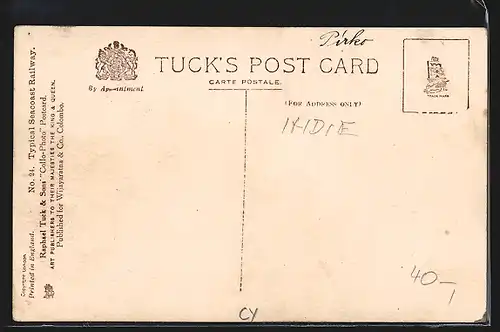 Pirko
By Appointment
TUCK'S POST CARD
CARTE POSTALE.
(FOR ADDRESS ONLY)
TRADE MARK
No. 24. Typical Seacoast Railway.
Raphael Tuck & Sons' "Collo-Photo" Postcard.
ART PUBLISHERS TO THEIR MAJESTIES THE KING & QUEEN.
Published for Wijayaratna & Co., Colombo.
Copyright London
Printed in England.
40-
CY